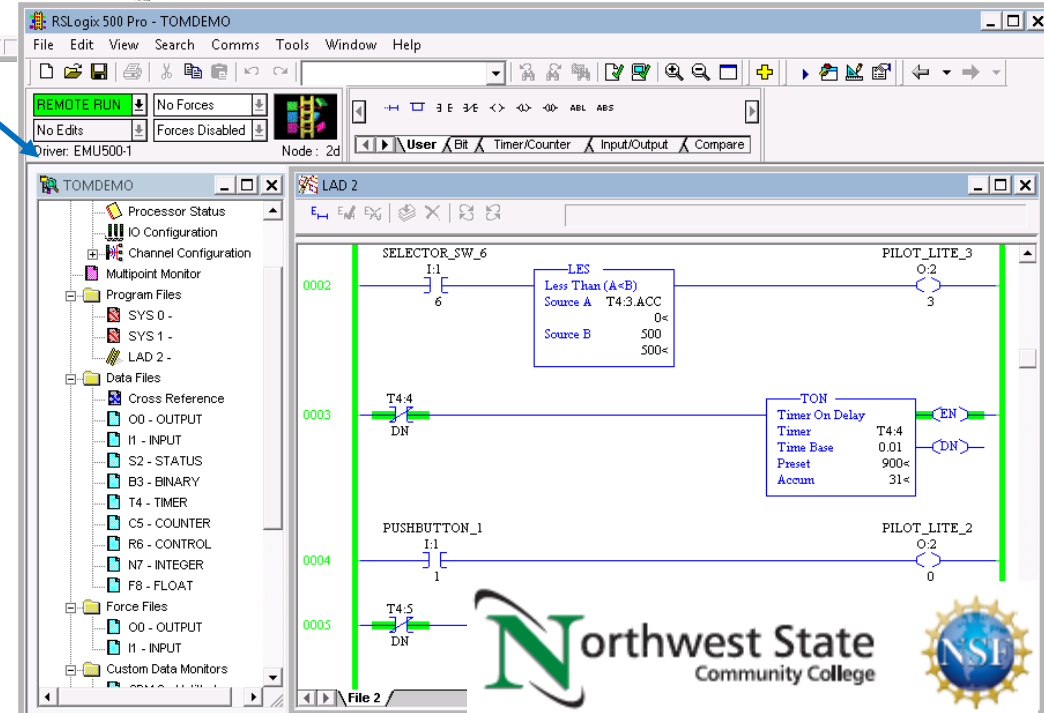 RSLogix 500 Pro - TOMDEMO
File Edit View Search Comms Tools Window Help
REMOTE RUN No Forces
No Edits Forces Disabled
Driver: EMU500-1 Node : 2d
ABL ABS
User Bit Timer/Counter Input/Output Compare
TOMDEMO
Processor Status
IO Configuration
Channel Configuration
Multipoint Monitor
Program Files
SYS 0 -
SYS 1 -
LAD 2 -
Data Files
Cross Reference
O0 - OUTPUT
I1 - INPUT
S2 - STATUS
B3 - BINARY
T4 - TIMER
C5 - COUNTER
R6 - CONTROL
N7 - INTEGER
F8 - FLOAT
Force Files
O0 - OUTPUT
I1 - INPUT
Custom Data Monitors
LAD 2
SELECTOR_SW_6 PILOT_LITE_3
I:1 LES O:2
0002 Less Than (A<B)
6 Source A T4:3.ACC 3
0<
Source B 500
500<
T4:4 TON
0003 Timer On Delay EN
DN Timer T4:4
Time Base 0.01 DN
Preset 900<
Accum 31<
PUSHBUTTON_1 PILOT_LITE_2
I:1 O:2
0004
1 0
T4:5
0005
DN
File 2
Northwest State
Community College
NSF